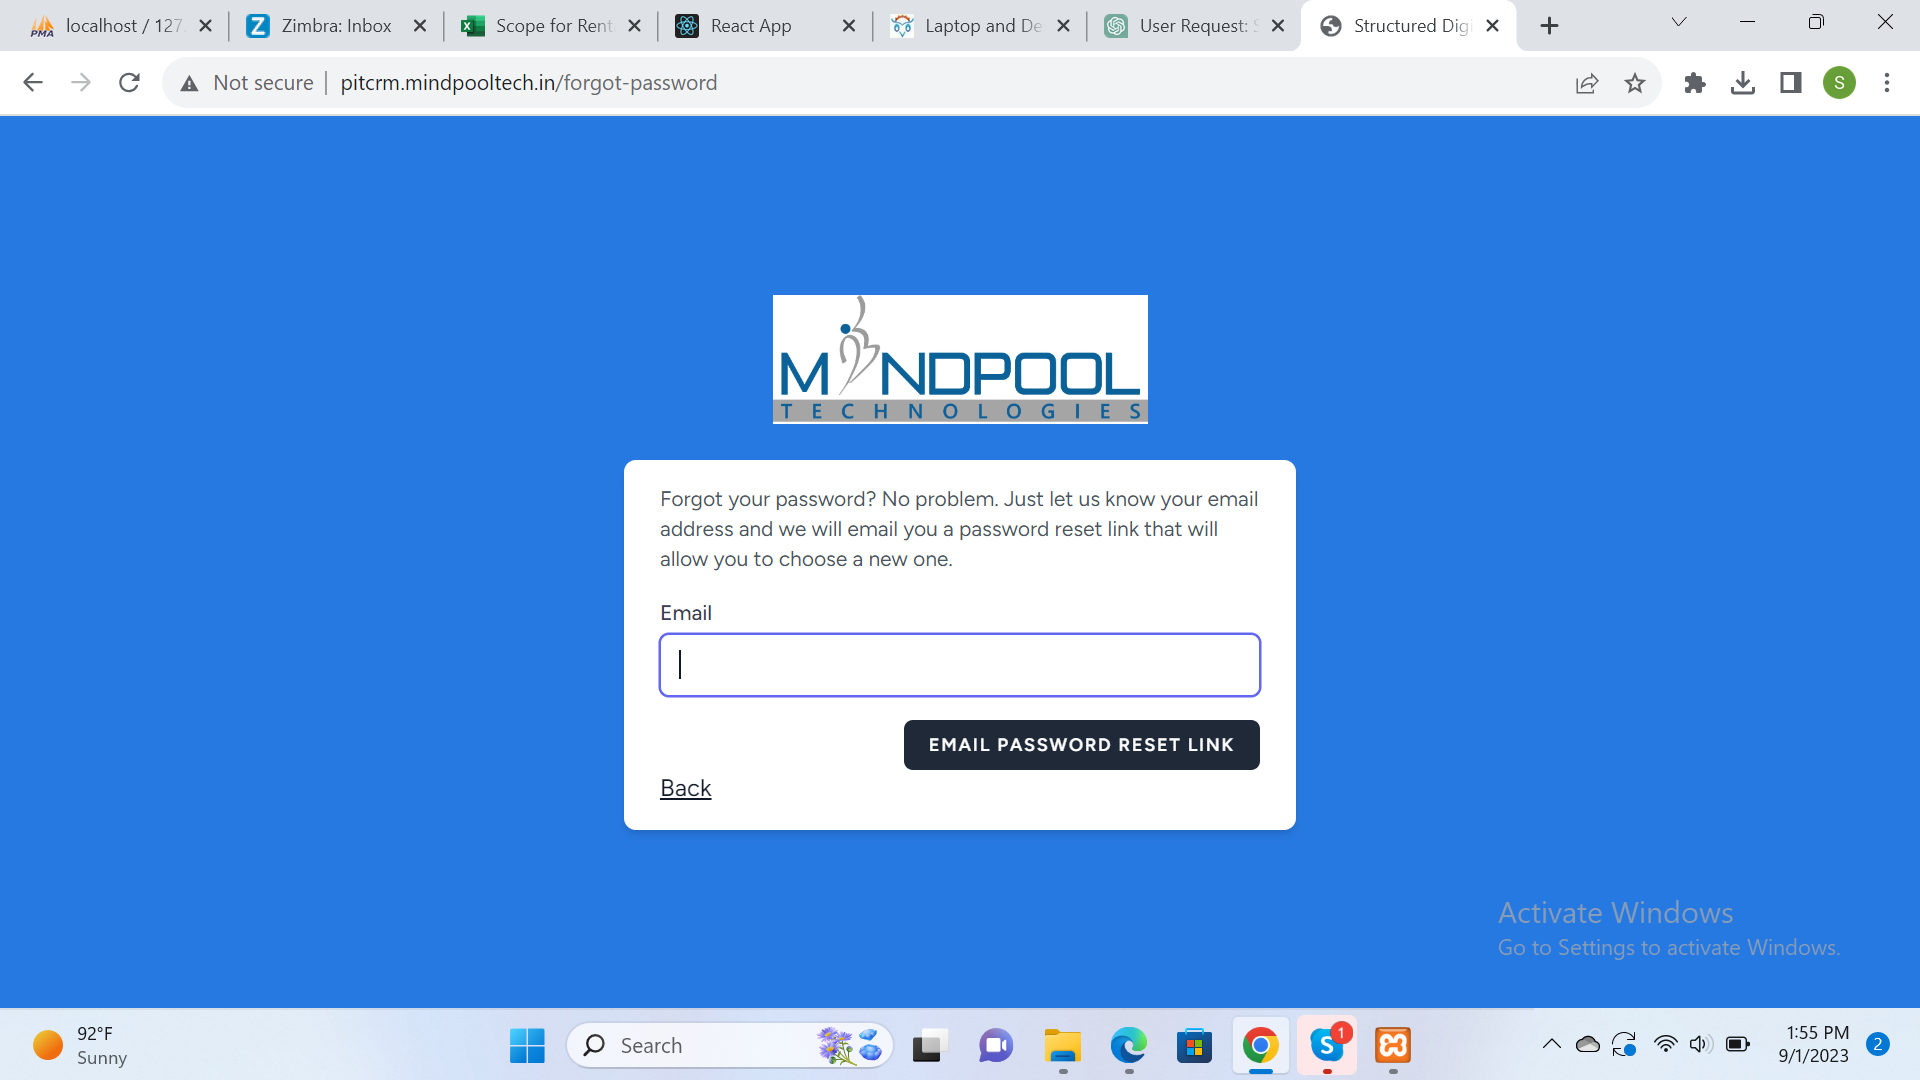 localhost / 127.
Zimbra: Inbox
Scope for Rent
React App
Laptop and De
User Request: S
Structured Digi
Not secure
pitcrm.mindpooltech.in/forgot-password
S
MINDPOOL
TECHNOLOGIES
Forgot your password? No problem. Just let us know your email
address and we will email you a password reset link that will
allow you to choose a new one.
Email
EMAIL PASSWORD RESET LINK
Back
Activate Windows
Go to Settings to activate Windows.
92°F
Sunny
Search
1
1:55 PM
9/1/2023
2